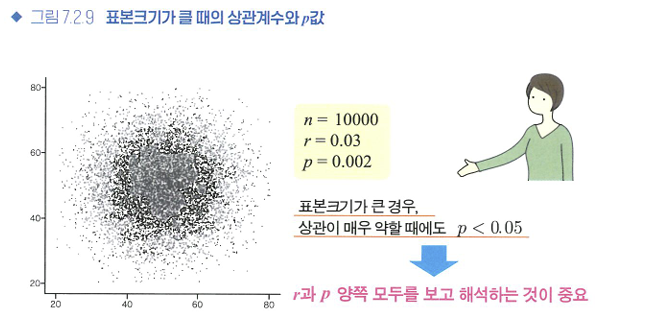 ◆ 그림 7.2.9 표본크기가 클 때의 상관계수와 p값
80
60
40
20
20 40 60 80
n = 10000
r = 0.03
p = 0.002
표본크기가 큰 경우,
상관이 매우 약할 때에도 p < 0.05
r과 p 양쪽 모두를 보고 해석하는 것이 중요